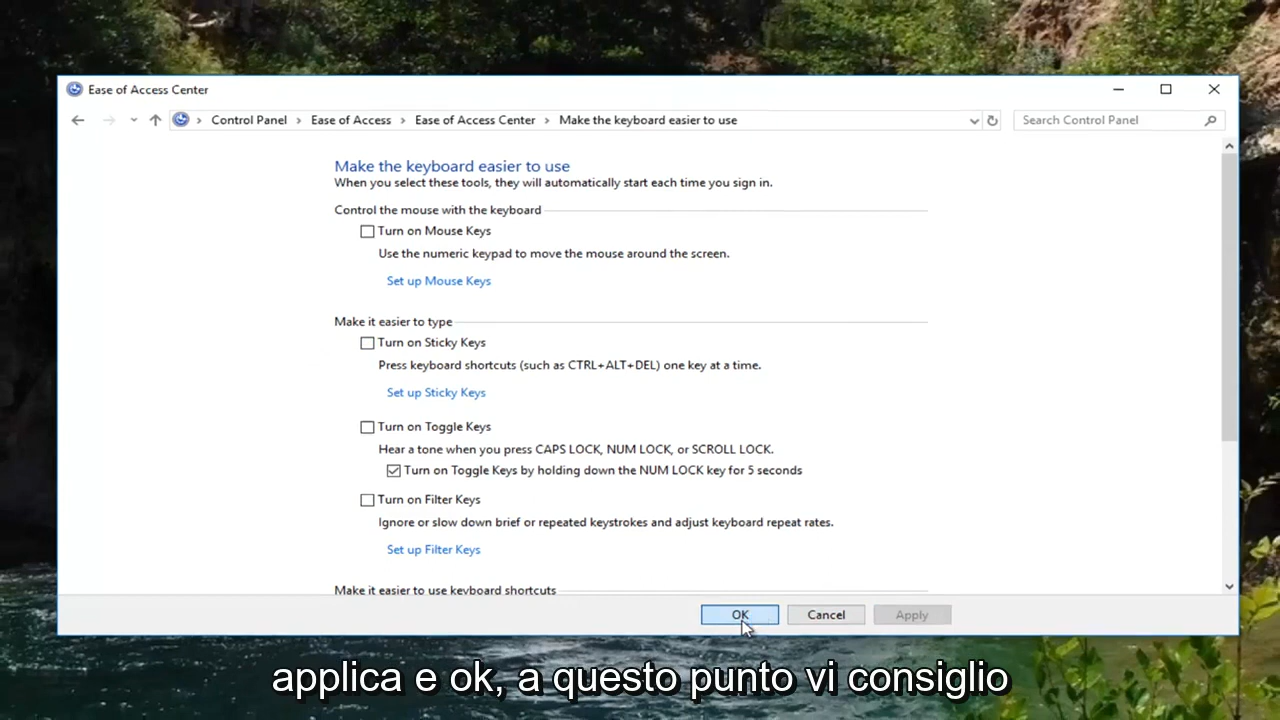 Ease of Access Center
Control Panel > Ease of Access > Ease of Access Center > Make the keyboard easier to use
Search Control Panel
Make the keyboard easier to use
When you select these tools, they will automatically start each time you sign in.
Control the mouse with the keyboard
Turn on Mouse Keys
Use the numeric keypad to move the mouse around the screen.
Set up Mouse Keys
Make it easier to type
Turn on Sticky Keys
Press keyboard shortcuts (such as CTRL+ALT+DEL) one key at a time.
Set up Sticky Keys
Turn on Toggle Keys
Hear a tone when you press CAPS LOCK, NUM LOCK, or SCROLL LOCK.
Turn on Toggle Keys by holding down the NUM LOCK key for 5 seconds
Turn on Filter Keys
Ignore or slow down brief or repeated keystrokes and adjust keyboard repeat rates.
Set up Filter Keys
Make it easier to use keyboard shortcuts
OK Cancel Apply
applica e ok, a questo punto vi consiglio